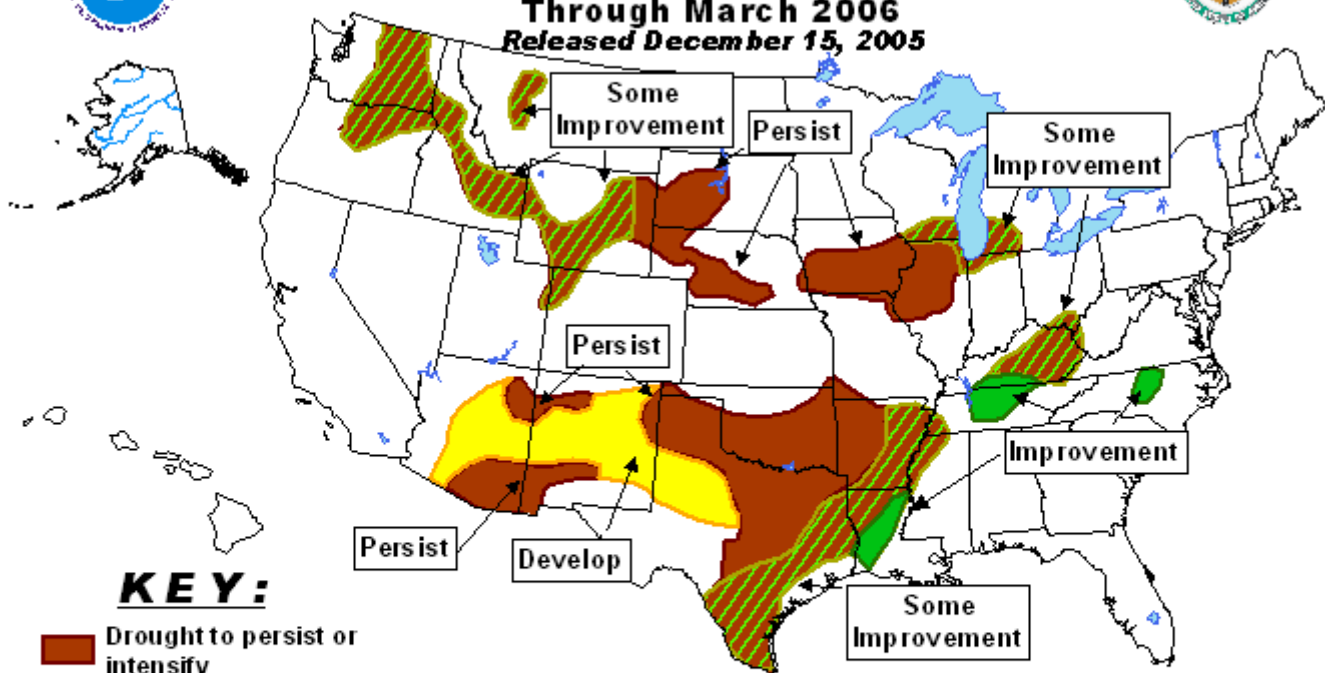 Through March 2006
Released December 15, 2005
Some
Improvement
Persist
Some
Improvement
Persist
Improvement
Persist
Develop
Some
Improvement
KEY:
Drought to persist or
intensify